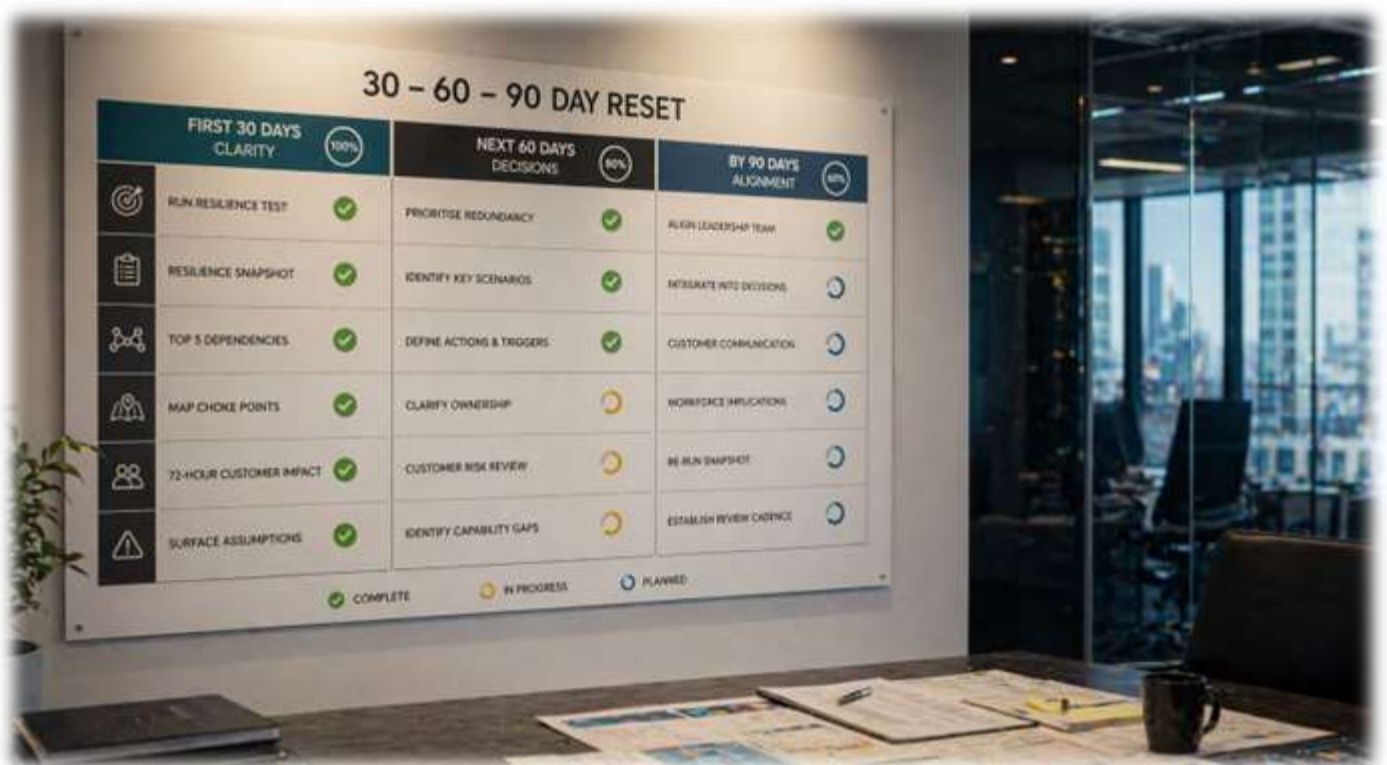 30 – 60 – 90 DAY RESET
FIRST 30 DAYS
CLARITY
100%
NEXT 60 DAYS
DECISIONS
BY 90 DAYS
ALIGNMENT
RUN RESILIENCE TEST
PRIORITISE REDUNDANCY
ALIGN LEADERSHIP TEAM
RESILIENCE SNAPSHOT
IDENTIFY KEY SCENARIOS
INTEGRATE INTO DECISIONS
TOP 5 DEPENDENCIES
DEFINE ACTIONS & TRIGGERS
CUSTOMER COMMUNICATION
MAP CHOKE POINTS
CLARIFY OWNERSHIP
WORKFORCE IMPLICATIONS
72-HOUR CUSTOMER IMPACT
CUSTOMER RISK REVIEW
RE-RUN SNAPSHOT
SURFACE ASSUMPTIONS
IDENTIFY CAPABILITY GAPS
ESTABLISH REVIEW CADENCE
COMPLETE
IN PROGRESS
PLANNED